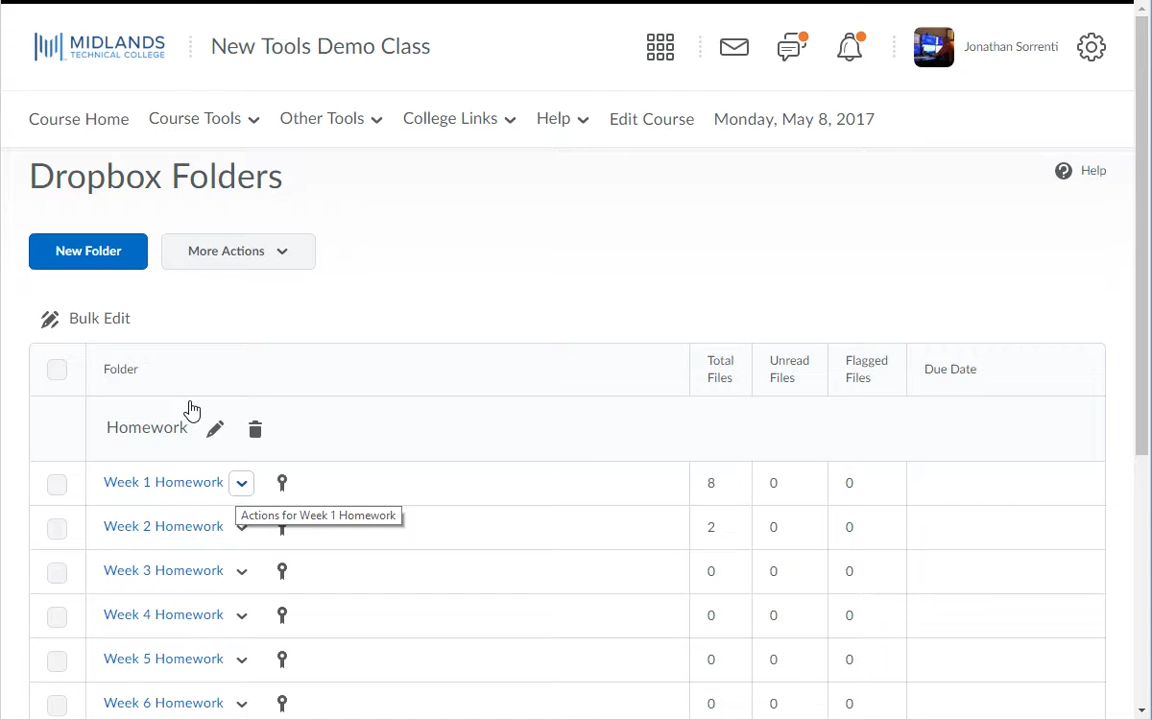 MIDLANDS
TECHNICAL COLLEGE
New Tools Demo Class
Jonathan Sorrenti
Course Home Course Tools Other Tools College Links Help Edit Course Monday, May 8, 2017
Dropbox Folders
Help
New Folder More Actions
Bulk Edit
Folder Total Files Unread Files Flagged Files Due Date
Homework
Week 1 Homework 8 0 0
Actions for Week 1 Homework
Week 2 Homework 2 0 0
Week 3 Homework 0 0 0
Week 4 Homework 0 0 0
Week 5 Homework 0 0 0
Week 6 Homework 0 0 0